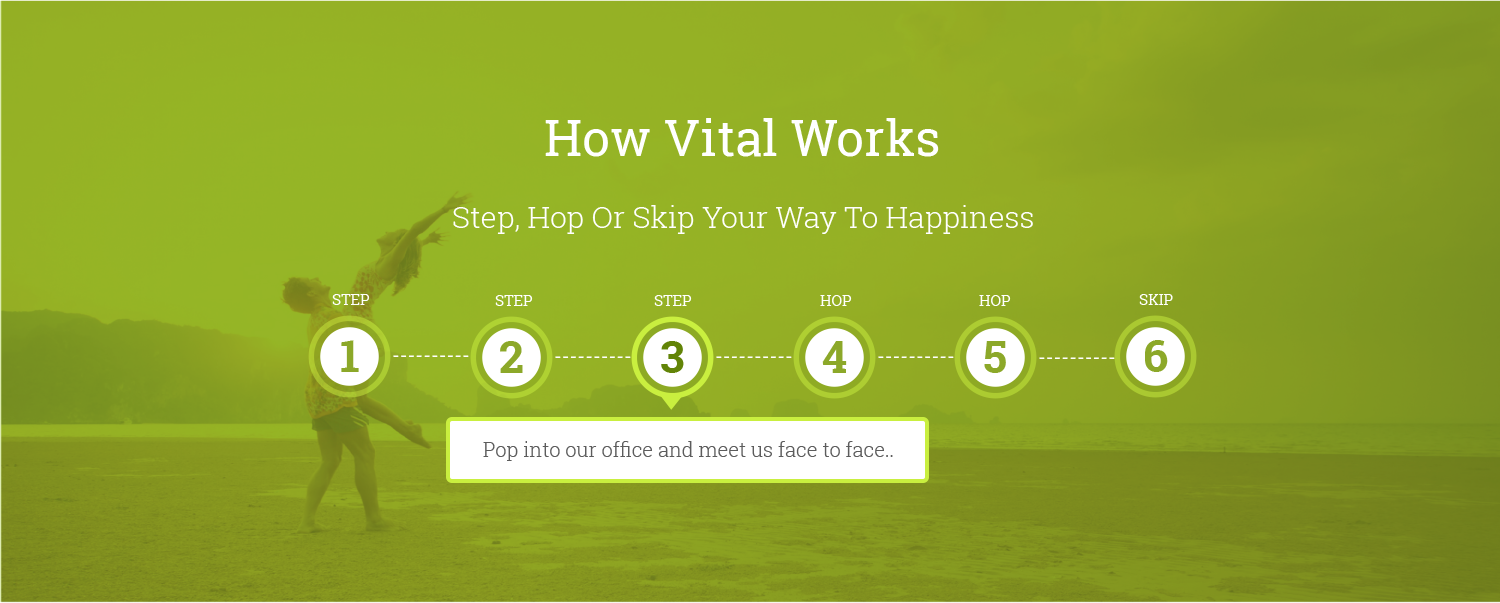 How Vital Works
Step, Hop Or Skip Your Way To Happiness
STEP STEP STEP HOP HOP SKIP
1 2 3 4 5 6
Pop into our office and meet us face to face..